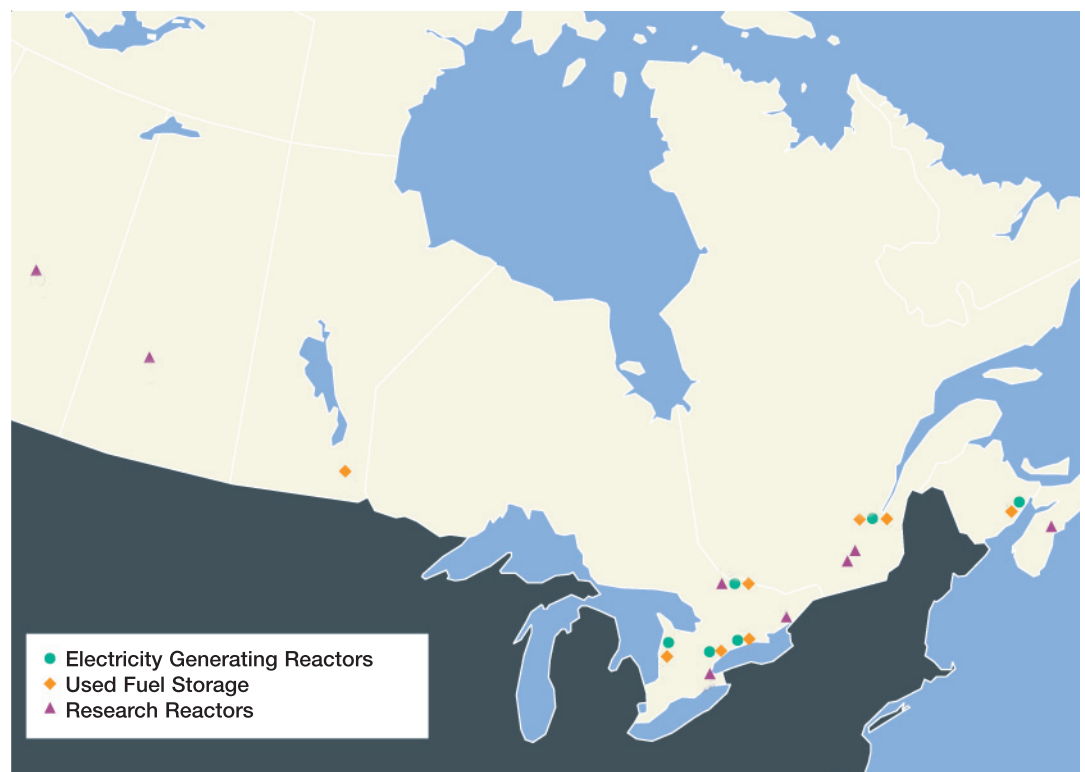 Electricity Generating Reactors
Used Fuel Storage
Research Reactors